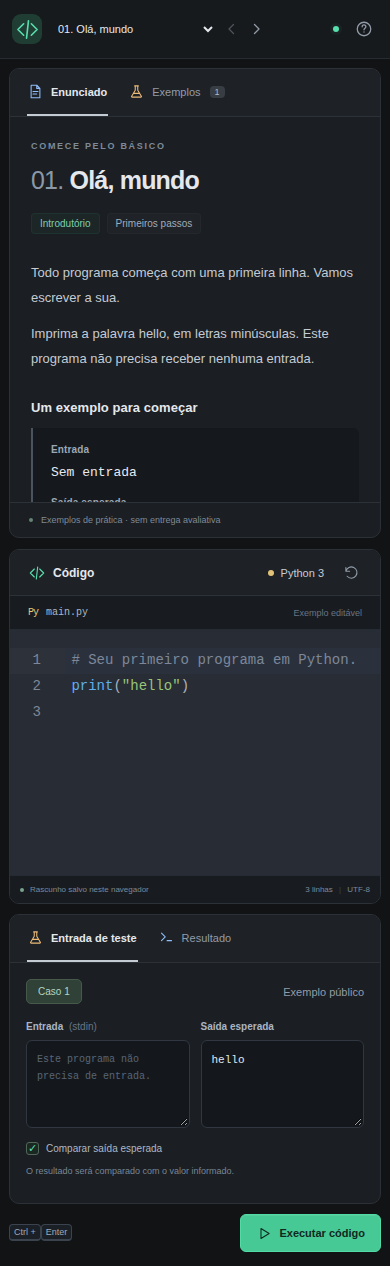 01. Olá, mundo
Enunciado
Exemplos 1
COMECE PELO BÁSICO
01. Olá, mundo
Introdutório
Primeiros passos
Todo programa começa com uma primeira linha. Vamos
escrever a sua.
Imprima a palavra hello, em letras minúsculas. Este
programa não precisa receber nenhuma entrada.
Um exemplo para começar
Entrada
Sem entrada
Saída esperada
Exemplos de prática · sem entrega avaliativa
Código
Python 3
Py main.py
Exemplo editável
1 # Seu primeiro programa em Python.
2 print("hello")
3
Rascunho salvo neste navegador
3 linhas | UTF-8
Entrada de teste
Resultado
Caso 1
Exemplo público
Entrada (stdin)
Este programa não
precisa de entrada.
Saída esperada
hello
Comparar saída esperada
O resultado será comparado com o valor informado.
Ctrl + Enter
Executar código